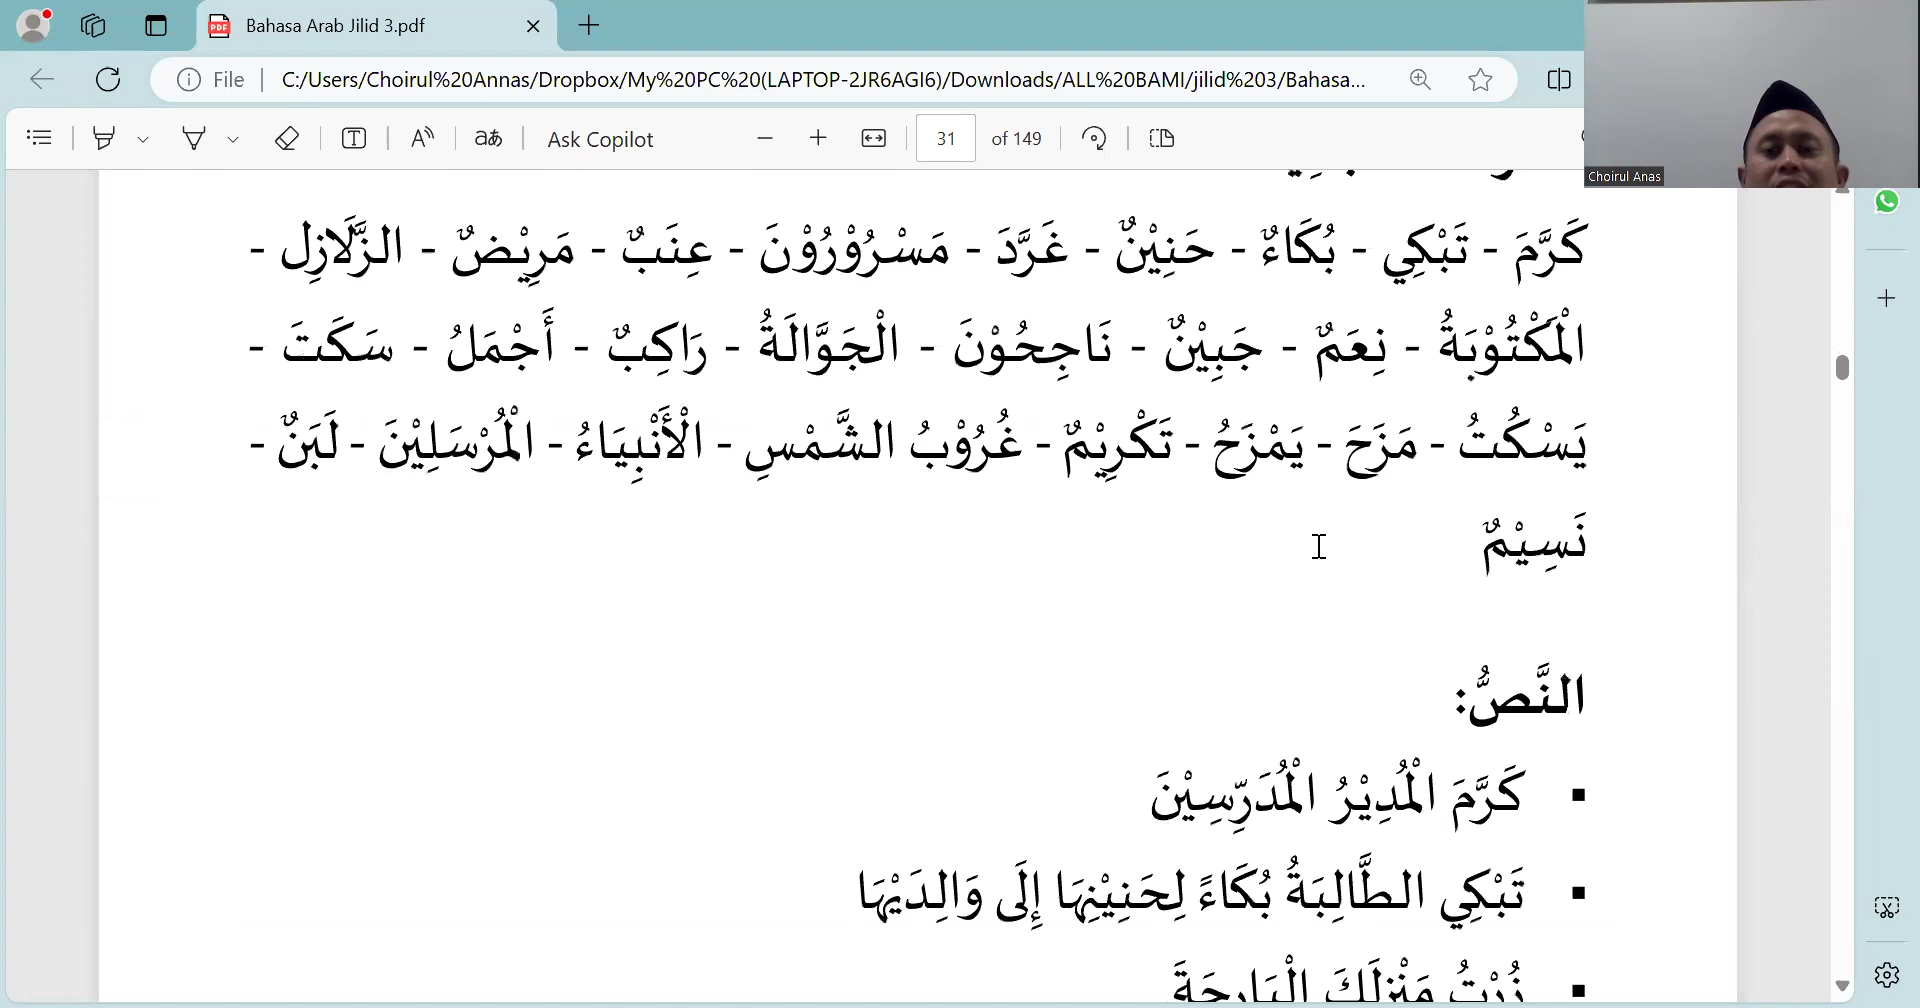 Bahasa Arab Jilid 3.pdf
File
C:/Users/Choirul%20Annas/Dropbox/My%20PC%20(LAPTOP-2JR6AGI6)/Downloads/ALL%20BAMI/jilid%203/Bahasa...
Ask Copilot
31 of 149
Choirul Anas
كَرَّمَ - تَبْكِي - بُكَاءٌ - حَنِيْنٌ - غَرَّدَ - مَسْرُوْرُوْنَ - عِنَبٌ - مَرِيْضٌ - الزَّلَازِل -
الْمَكْتُوْبَةُ - نِعَمٌ - جَبِيْنٌ - نَاجِحُوْنَ - الْجَوَّالَةُ - رَاكِبٌ - أَجْمَلُ - سَكَتَ -
يَسْكُتُ - مَزَحَ - يَمْزَحُ - تَكْرِيْمٌ - غُرُوْبُ الشَّمْسِ - الْأَنْبِيَاءُ - الْمُرْسَلِيْنَ - لَبَنٌ -
نَسِيْمٌ
النَّصُّ:
▪ كَرَّمَ الْمُدِيْرُ الْمُدَرِّسِيْنَ
▪ تَبْكِي الطَّالِبَةُ بُكَاءً لِحَنِيْنِهَا إِلَى وَالِدَيْهَا
▪ زُرْتُ مَنْزِلَكَ الْبَارِحَةَ